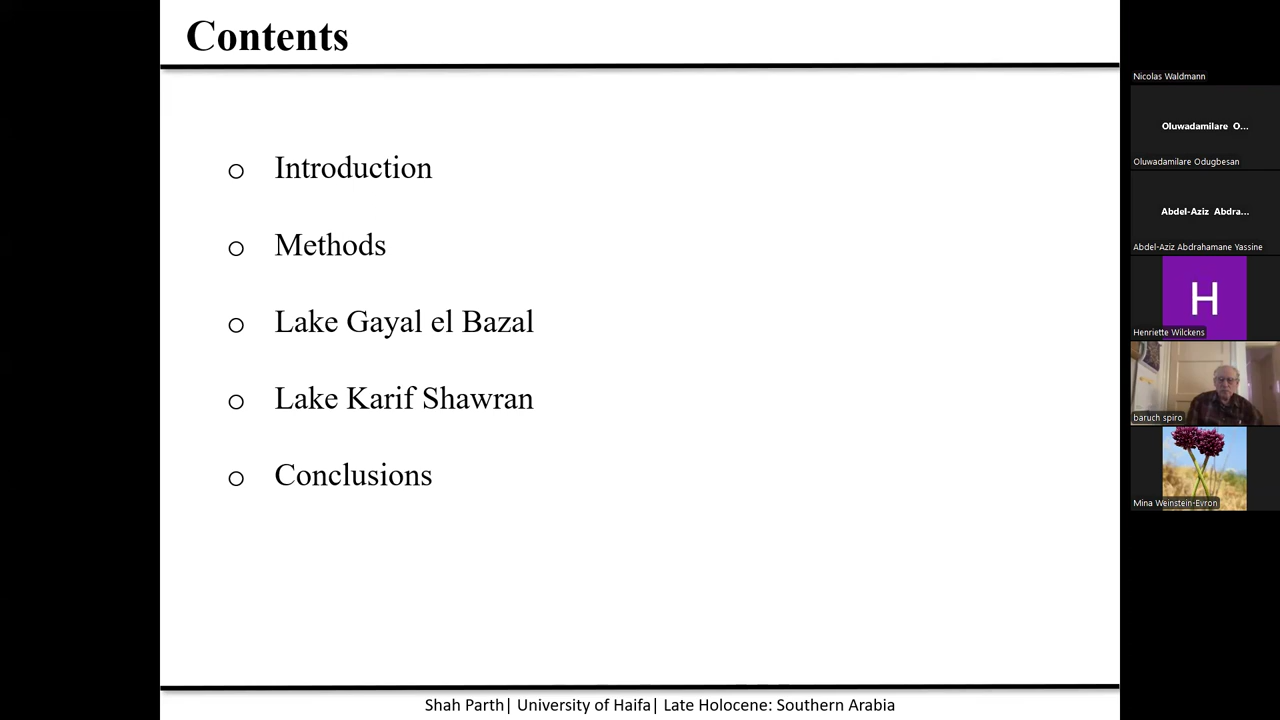 Contents
Introduction
Methods
Lake Gayal el Bazal
Lake Karif Shawran
Conclusions
Shah Parth| University of Haifa| Late Holocene: Southern Arabia
Nicolas Waldmann
Oluwadamilare O...
Oluwadamilare Odugbesan
Abdel-Aziz Abdra...
Abdel-Aziz Abdrahamane Yassine
H
Henriette Wilckens
baruch spiro
Mina Weinstein-Evron